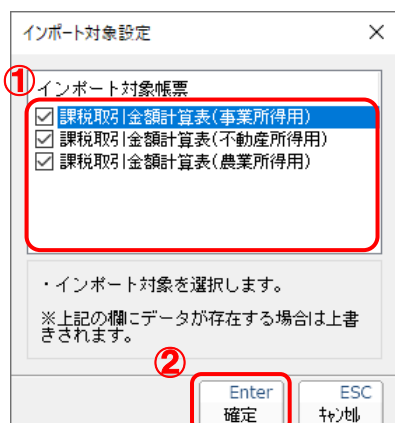 インポート対象設定
①
インポート対象帳票
課税取引金額計算表(事業所得用)
課税取引金額計算表(不動産所得用)
課税取引金額計算表(農業所得用)
・インポート対象を選択します。
※上記の欄にデータが存在する場合は上書
きされます。
②
Enter
確定
ESC
ｷｬﾝｾﾙ